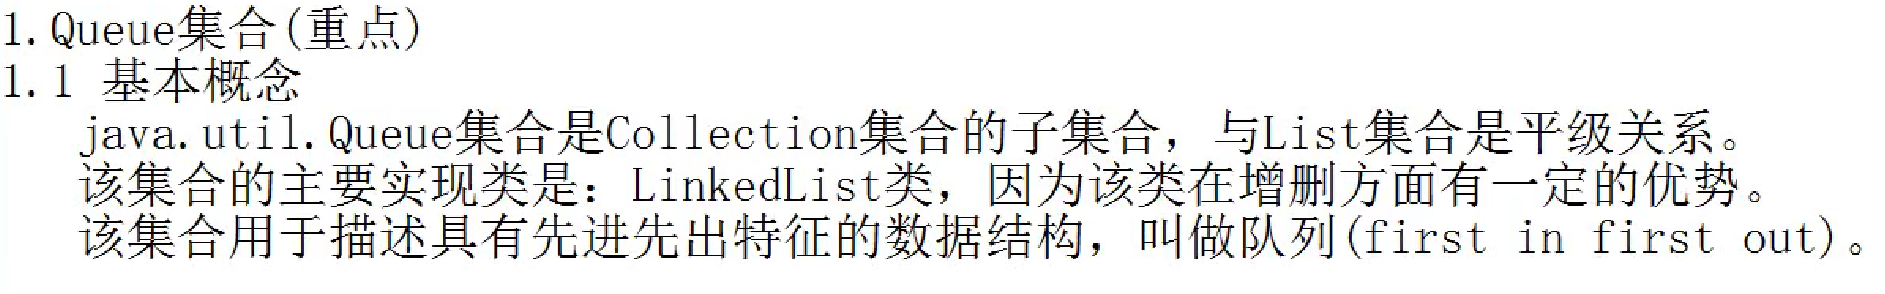 1.Queue集合(重点)
1.1 基本概念
java.util.Queue集合是Collection集合的子集合，与List集合是平级关系。
该集合的主要实现类是：LinkedList类，因为该类在增删方面有一定的优势。
该集合用于描述具有先进先出特征的数据结构，叫做队列(first in first out)。